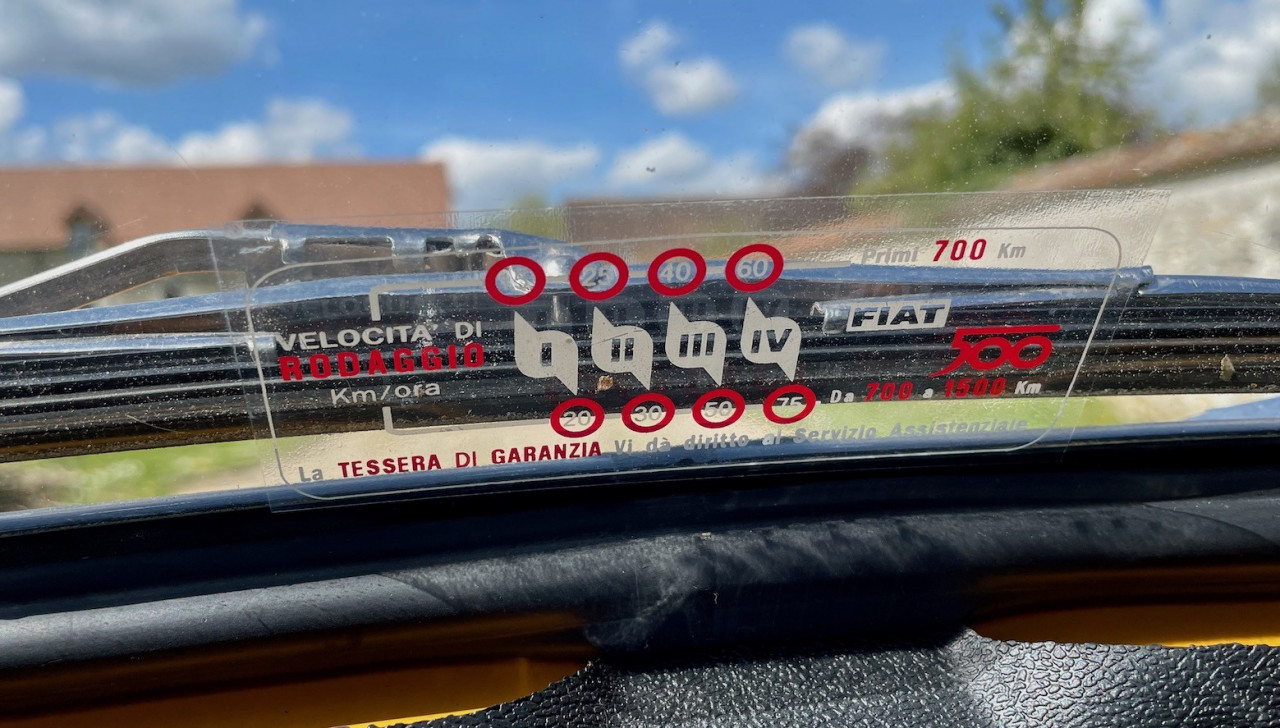 25 40 60 Primi 700 Km
VELOCITA' DI
RODAGGIO
Km/ora
I II III IV
FIAT
500
20 30 50 75 Da 700 a 1500 Km
La TESSERA DI GARANZIA Vi dà diritto al Servizio Assistenziale